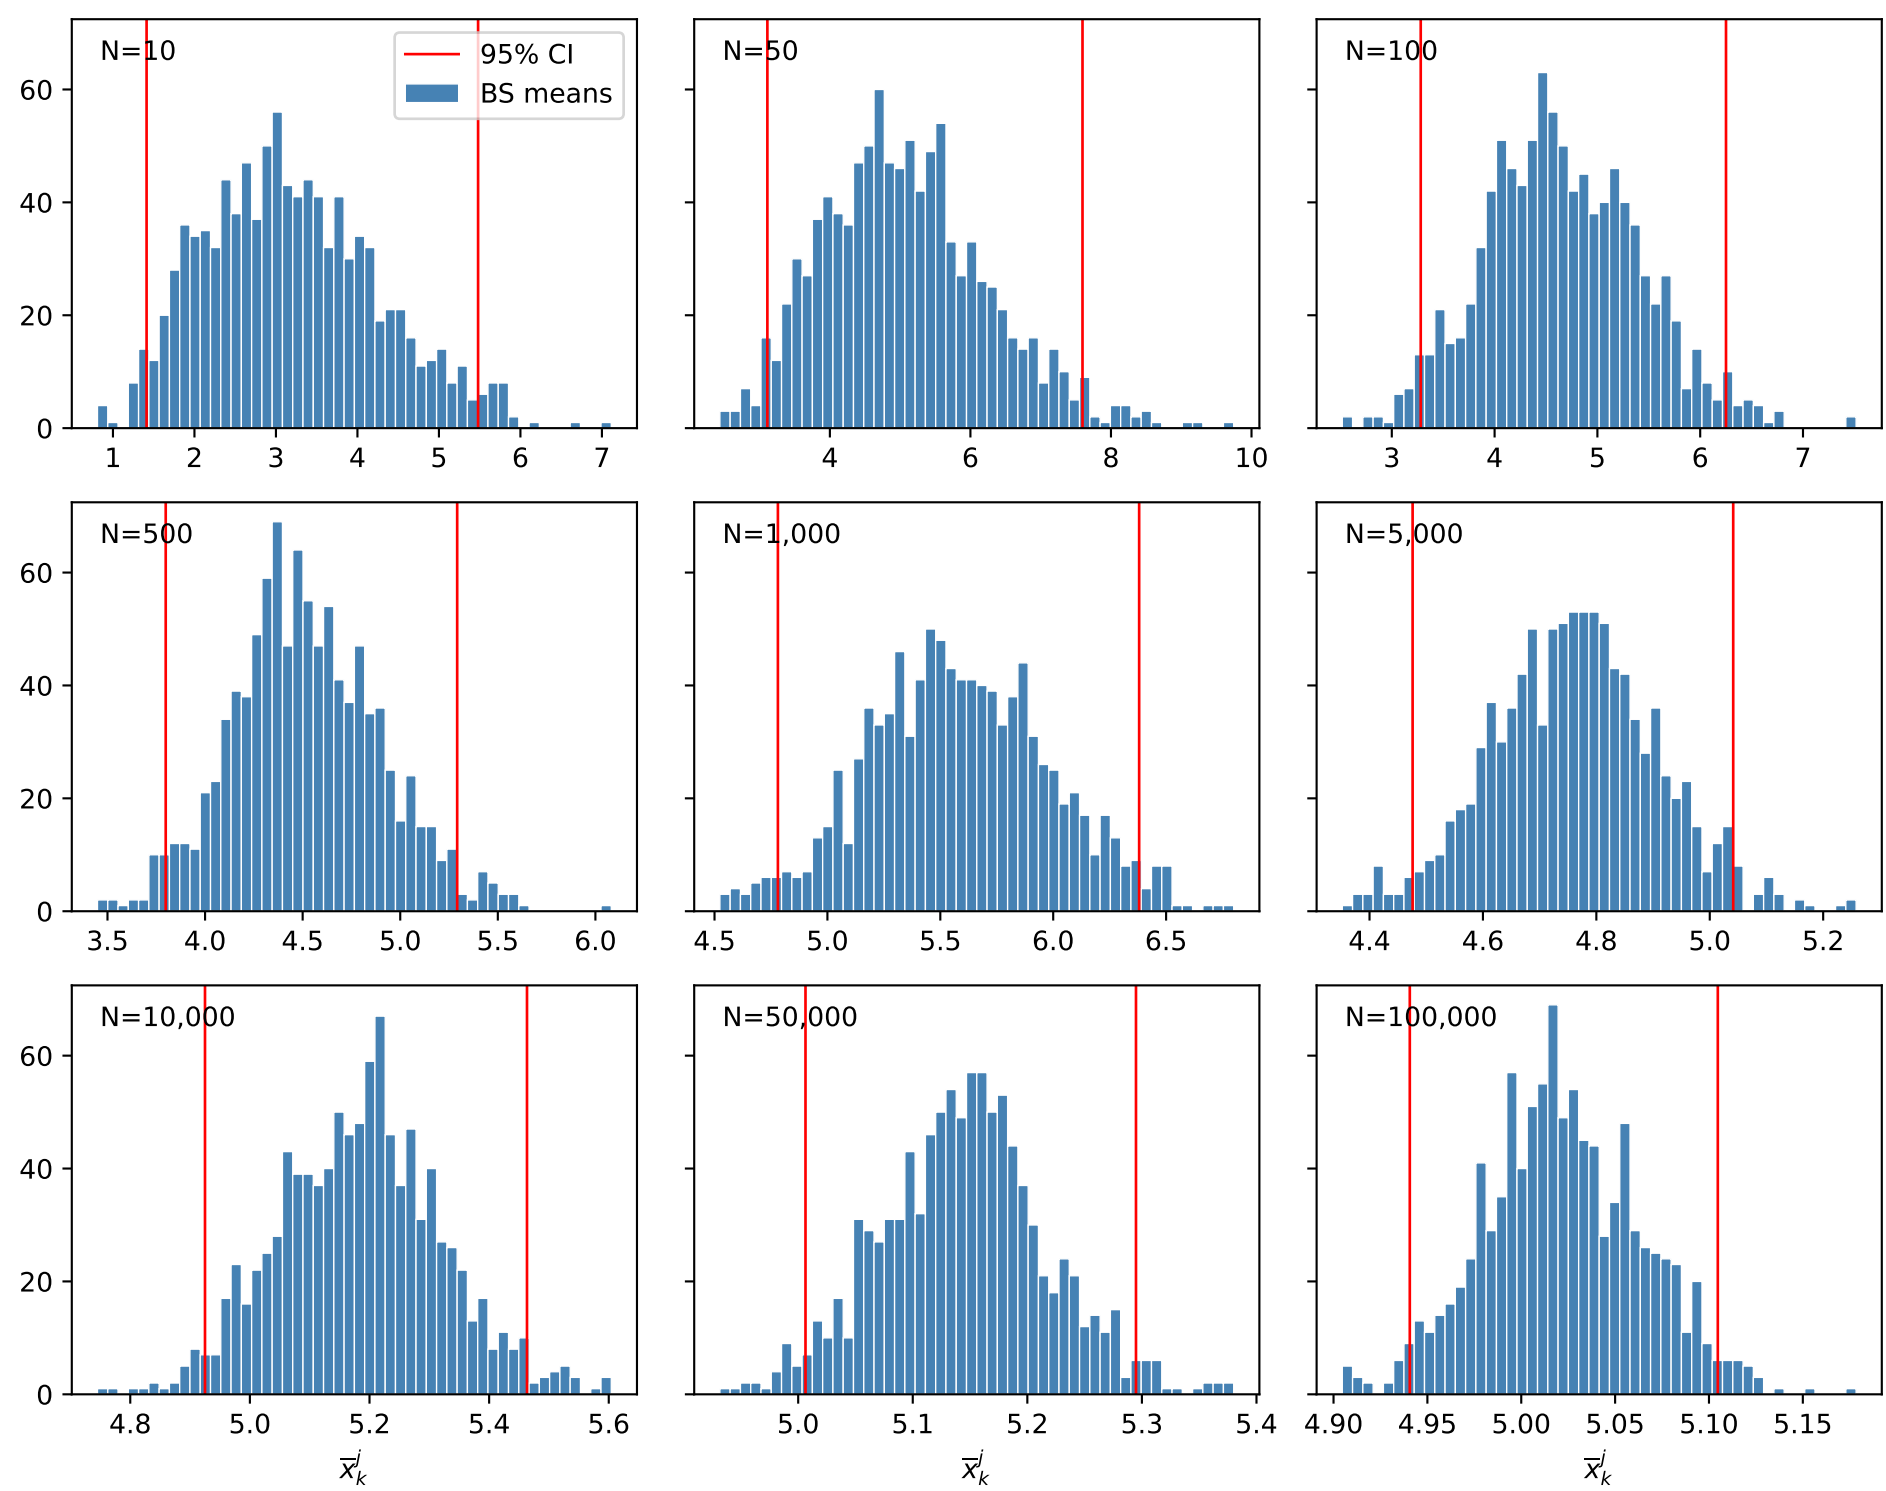 N=10
95% CI
BS means
N=50
N=100
60
40
20
0
1 2 3 4 5 6 7
4 6 8 10
3 4 5 6 7
N=500
N=1,000
N=5,000
60
40
20
0
3.5 4.0 4.5 5.0 5.5 6.0
4.5 5.0 5.5 6.0 6.5
4.4 4.6 4.8 5.0 5.2
N=10,000
N=50,000
N=100,000
60
40
20
0
4.8 5.0 5.2 5.4 5.6
5.0 5.1 5.2 5.3 5.4
4.90 4.95 5.00 5.05 5.10 5.15
x̅ʲₖ
x̅ʲₖ
x̅ʲₖ